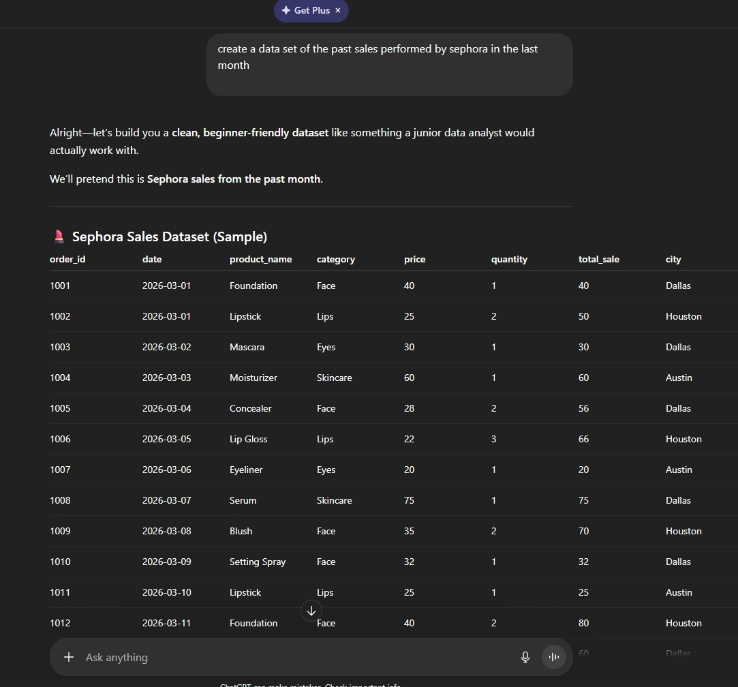 Get Plus ×
create a data set of the past sales performed by sephora in the last
month
Alright—let's build you a clean, beginner-friendly dataset like something a junior data analyst would
actually work with.
We'll pretend this is Sephora sales from the past month.
💄 Sephora Sales Dataset (Sample)
order_id date product_name category price quantity total_sale city
1001 2026-03-01 Foundation Face 40 1 40 Dallas
1002 2026-03-01 Lipstick Lips 25 2 50 Houston
1003 2026-03-02 Mascara Eyes 30 1 30 Dallas
1004 2026-03-03 Moisturizer Skincare 60 1 60 Austin
1005 2026-03-04 Concealer Face 28 2 56 Dallas
1006 2026-03-05 Lip Gloss Lips 22 3 66 Houston
1007 2026-03-06 Eyeliner Eyes 20 1 20 Austin
1008 2026-03-07 Serum Skincare 75 1 75 Dallas
1009 2026-03-08 Blush Face 35 2 70 Houston
1010 2026-03-09 Setting Spray Face 32 1 32 Dallas
1011 2026-03-10 Lipstick Lips 25 1 25 Austin
1012 2026-03-11 Foundation Face 40 2 80 Houston
60 Dallas
Ask anything
ChatGPT can make mistakes. Check important info.